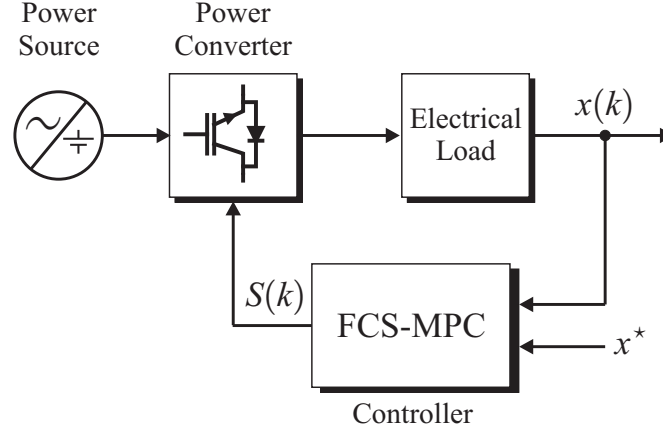 Power
Source
Power
Converter
Electrical
Load
x(k)
S(k)
FCS-MPC
x⋆
Controller